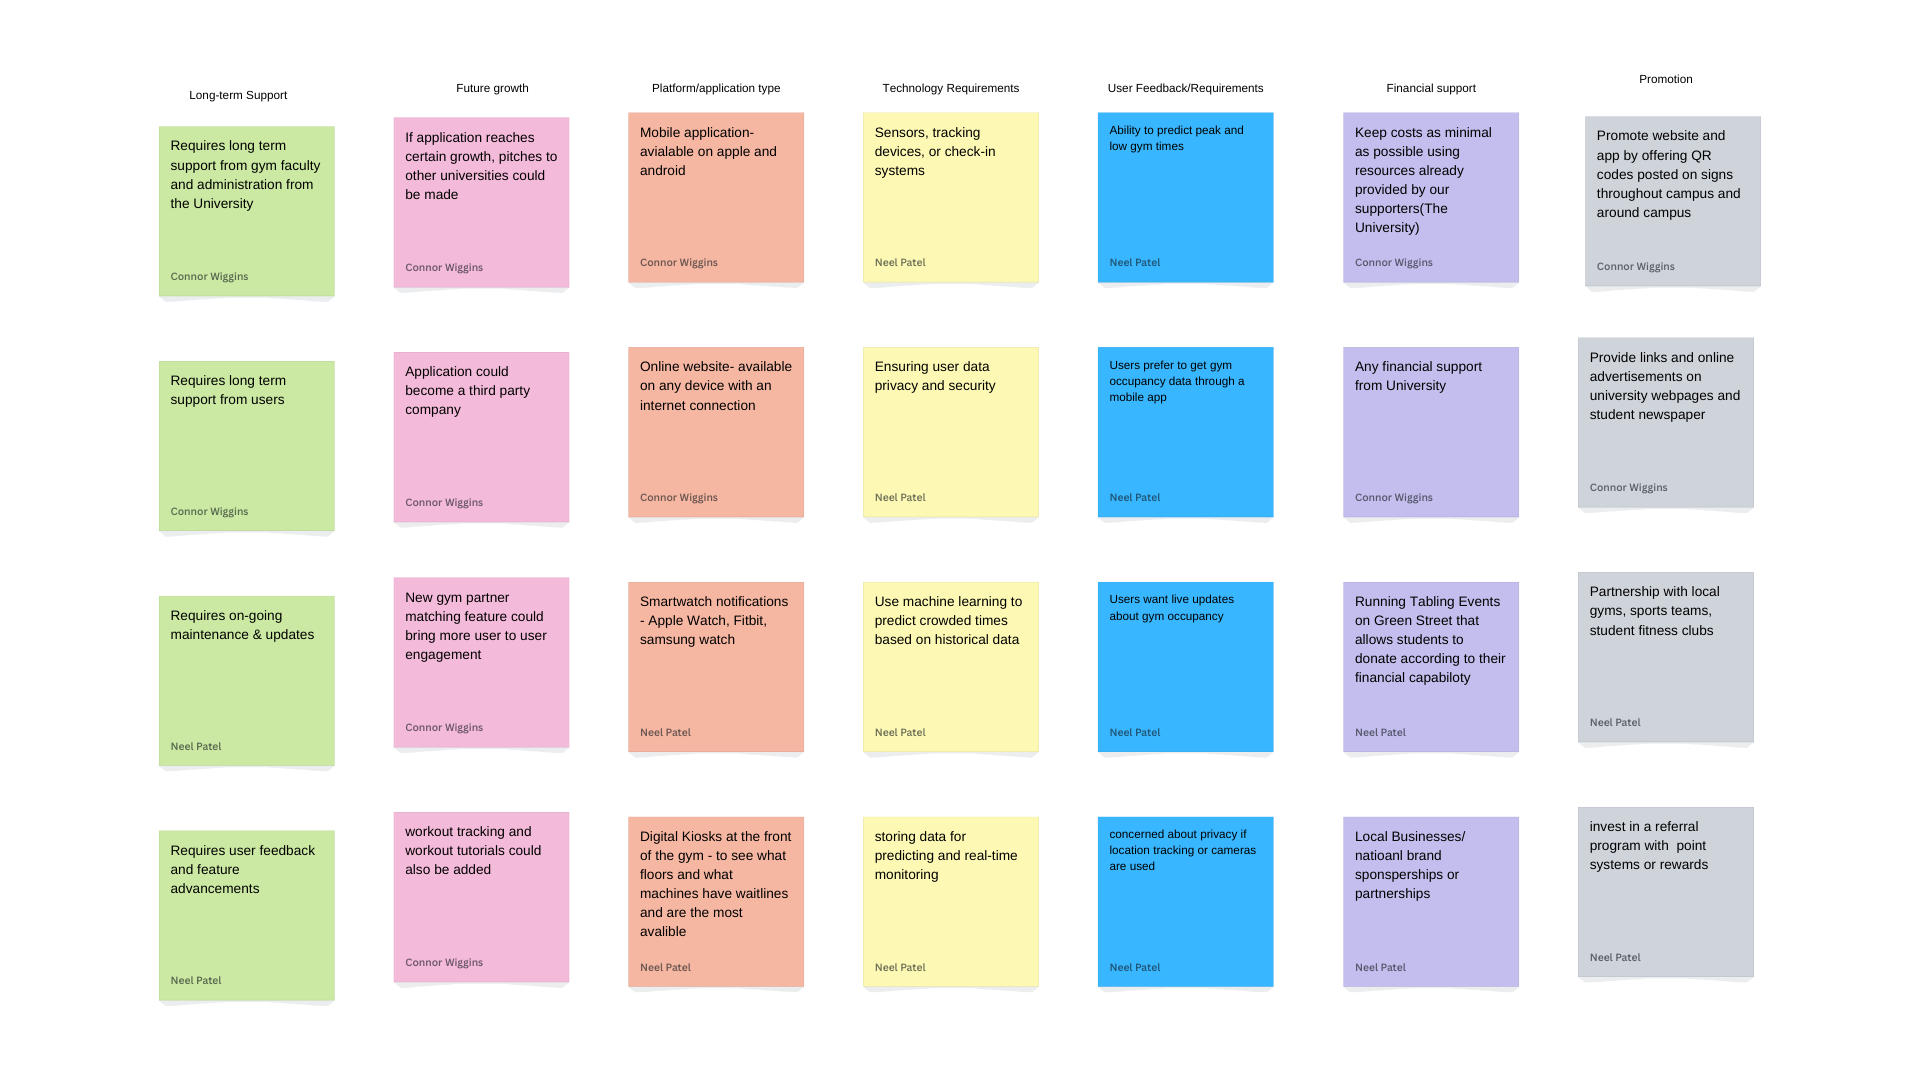 Long-term Support
Requires long term
support from gym faculty
and administration from
the University
Connor Wiggins
Requires long term
support from users
Connor Wiggins
Requires on-going
maintenance & updates
Neel Patel
Requires user feedback
and feature
advancements
Neel Patel
Future growth
If application reaches
certain growth, pitches to
other universities could
be made
Connor Wiggins
Application could
become a third party
company
Connor Wiggins
New gym partner
matching feature could
bring more user to user
engagement
Connor Wiggins
workout tracking and
workout tutorials could
also be added
Connor Wiggins
Platform/application type
Mobile application-
avialable on apple and
android
Connor Wiggins
Online website- available
on any device with an
internet connection
Connor Wiggins
Smartwatch notifications
- Apple Watch, Fitbit,
samsung watch
Neel Patel
Digital Kiosks at the front
of the gym - to see what
floors and what
machines have waitlines
and are the most
avalible
Neel Patel
Technology Requirements
Sensors, tracking
devices, or check-in
systems
Neel Patel
Ensuring user data
privacy and security
Neel Patel
Use machine learning to
predict crowded times
based on historical data
Neel Patel
storing data for
predicting and real-time
monitoring
Neel Patel
User Feedback/Requirements
Ability to predict peak and
low gym times
Neel Patel
Users prefer to get gym
occupancy data through a
mobile app
Neel Patel
Users want live updates
about gym occupancy
Neel Patel
concerned about privacy if
location tracking or cameras
are used
Neel Patel
Financial support
Keep costs as minimal
as possible using
resources already
provided by our
supporters(The
University)
Connor Wiggins
Any financial support
from University
Connor Wiggins
Running Tabling Events
on Green Street that
allows students to
donate according to their
financial capabiloty
Neel Patel
Local Businesses/
natioanl brand
sponsperships or
partnerships
Neel Patel
Promotion
Promote website and
app by offering QR
codes posted on signs
throughout campus and
around campus
Connor Wiggins
Provide links and online
advertisements on
university webpages and
student newspaper
Connor Wiggins
Partnership with local
gyms, sports teams,
student fitness clubs
Neel Patel
invest in a referral
program with  point
systems or rewards
Neel Patel